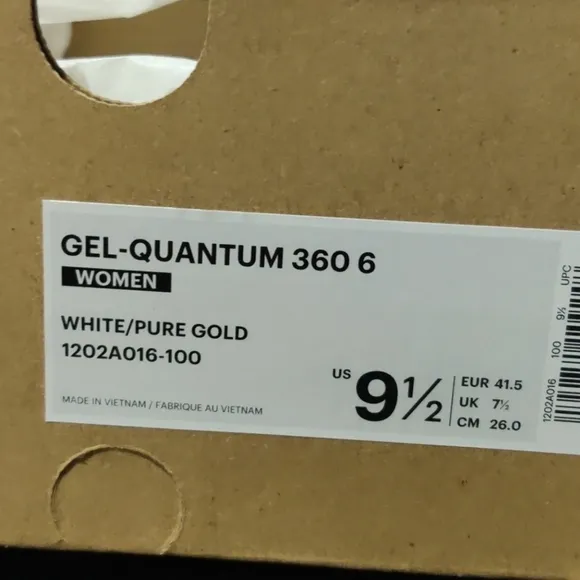 GEL-QUANTUM 360 6
WOMEN
WHITE/PURE GOLD
1202A016-100
MADE IN VIETNAM / FABRIQUE AU VIETNAM
US 9½
EUR 41.5
UK 7½
CM 26.0
1202A016 100 9½ UPC